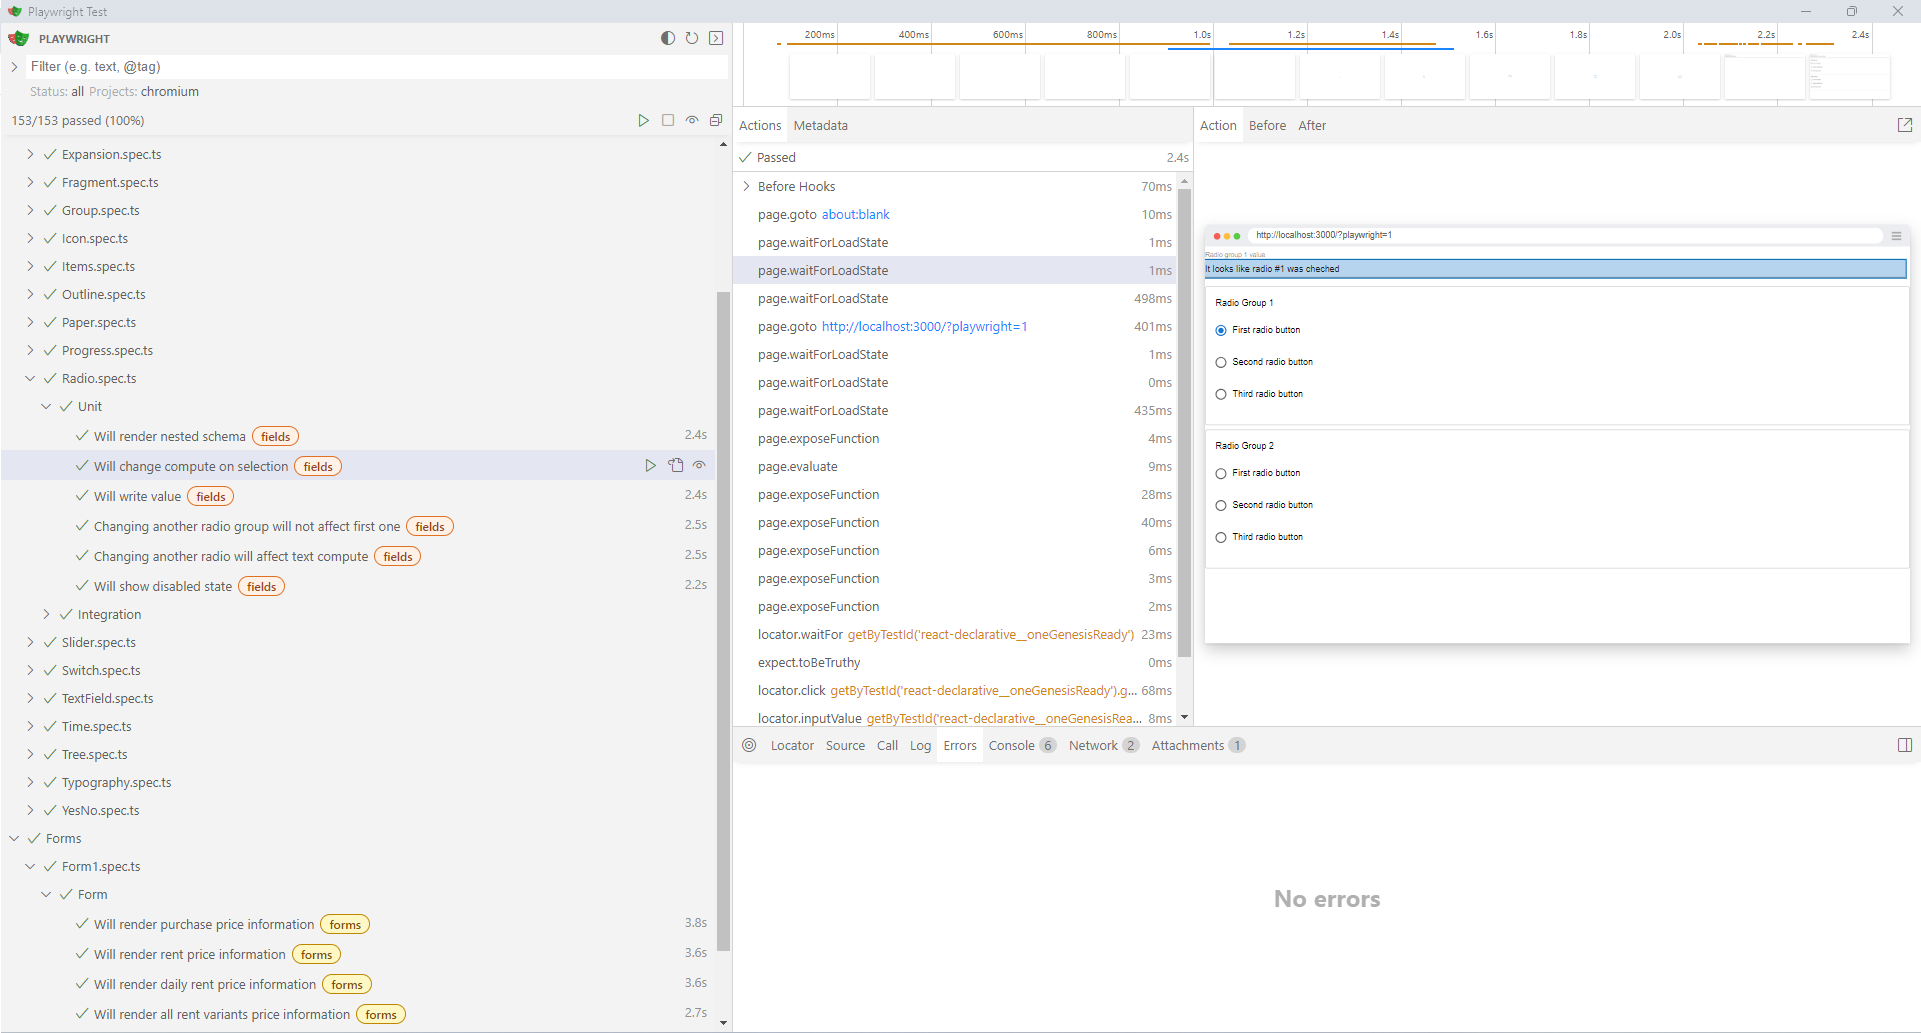 Playwright Test
PLAYWRIGHT
Filter (e.g. text, @tag)
Status: all Projects: chromium
153/153 passed (100%)
Expansion.spec.ts
Fragment.spec.ts
Group.spec.ts
Icon.spec.ts
Items.spec.ts
Outline.spec.ts
Paper.spec.ts
Progress.spec.ts
Radio.spec.ts
Unit
Will render nested schema fields 2.4s
Will change compute on selection fields
Will write value fields 2.4s
Changing another radio group will not affect first one fields 2.5s
Changing another radio will affect text compute fields 2.5s
Will show disabled state fields 2.2s
Integration
Slider.spec.ts
Switch.spec.ts
TextField.spec.ts
Time.spec.ts
Tree.spec.ts
Typography.spec.ts
YesNo.spec.ts
Forms
Form1.spec.ts
Form
Will render purchase price information forms 3.8s
Will render rent price information forms 3.6s
Will render daily rent price information forms 3.6s
Will render all rent variants price information forms 2.7s
200ms 400ms 600ms 800ms 1.0s 1.2s 1.4s 1.6s 1.8s 2.0s 2.2s 2.4s
Actions Metadata
Passed 2.4s
Before Hooks 70ms
page.goto about:blank 10ms
page.waitForLoadState 1ms
page.waitForLoadState 1ms
page.waitForLoadState 498ms
page.goto http://localhost:3000/?playwright=1 401ms
page.waitForLoadState 1ms
page.waitForLoadState 0ms
page.waitForLoadState 435ms
page.exposeFunction 4ms
page.evaluate 9ms
page.exposeFunction 28ms
page.exposeFunction 40ms
page.exposeFunction 6ms
page.exposeFunction 3ms
page.exposeFunction 2ms
locator.waitFor getByTestId('react-declarative__oneGenesisReady') 23ms
expect.toBeTruthy 0ms
locator.click getByTestId('react-declarative__oneGenesisReady').g... 68ms
locator.inputValue getByTestId('react-declarative__oneGenesisRea... 8ms
Action Before After
http://localhost:3000/?playwright=1
Radio group 1 value
It looks like radio #1 was cheched
Radio Group 1
First radio button
Second radio button
Third radio button
Radio Group 2
First radio button
Second radio button
Third radio button
Locator Source Call Log Errors Console 6 Network 2 Attachments 1
No errors